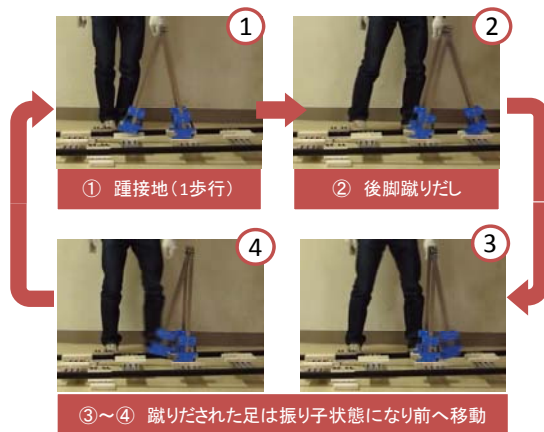 ①
②
① 踵接地(1歩行)
② 後脚蹴りだし
④
③
③～④ 蹴りだされた足は振り子状態になり前へ移動